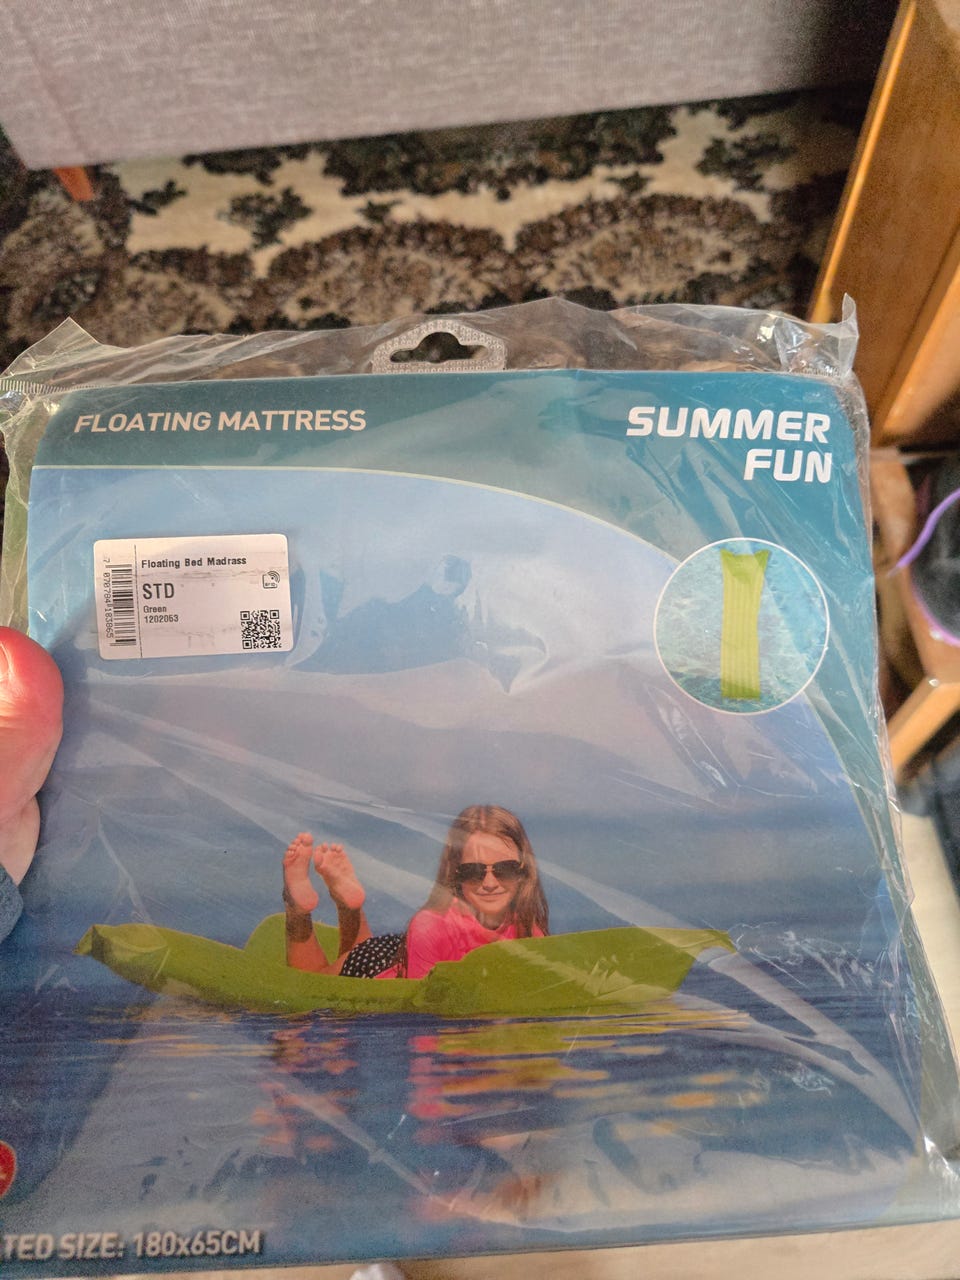 FLOATING MATTRESS
SUMMER
FUN
Floating Bed Madrass
STD
Green
1202053
TED SIZE: 180x65CM